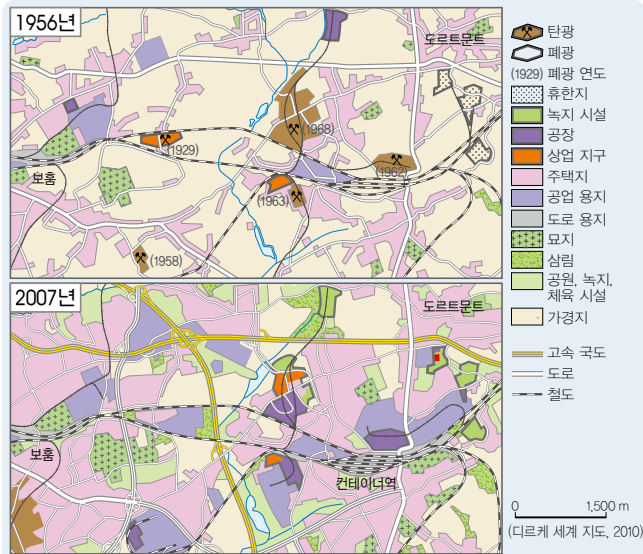 1956년
도르트문트
(1968)
(1929)
(1962)
보훔
(1963)
(1958)
2007년
도르트문트
보훔
컨테이너역
탄광
폐광
(1929) 폐광 연도
휴한지
녹지 시설
공장
상업 지구
주택지
공업 용지
도로 용지
묘지
삼림
공원, 녹지,
체육 시설
가경지
고속 국도
도로
철도
0 1,500 m
(디르케 세계 지도, 2010)